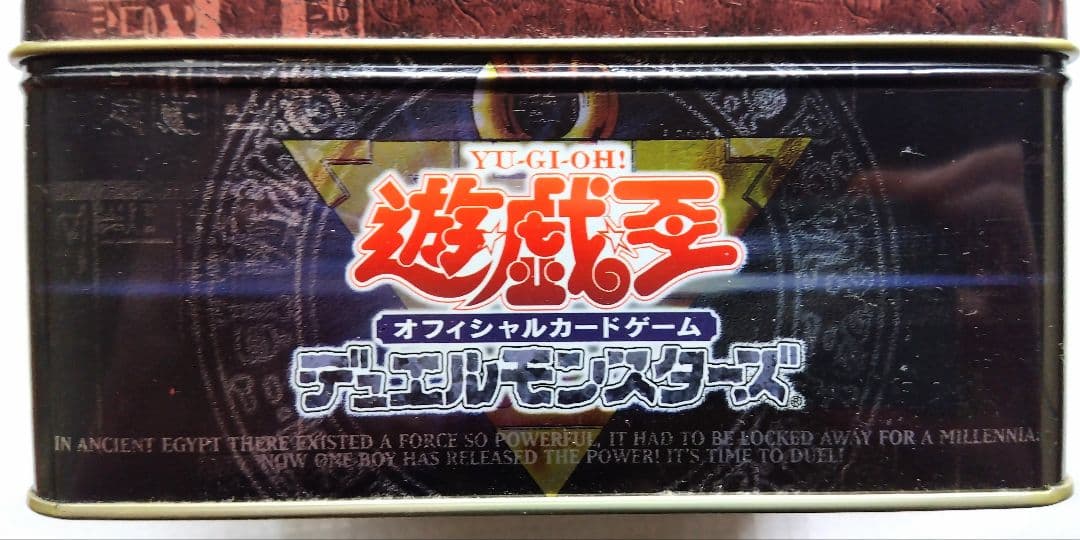 YU-GI-OH!
遊戯王
オフィシャルカードゲーム
デュエルモンスターズ®
IN ANCIENT EGYPT THERE EXISTED A FORCE SO POWERFUL, IT HAD TO BE LOCKED AWAY FOR A MILLENNIA.
NOW ONE BOY HAS RELEASED THE POWER! IT'S TIME TO DUEL!